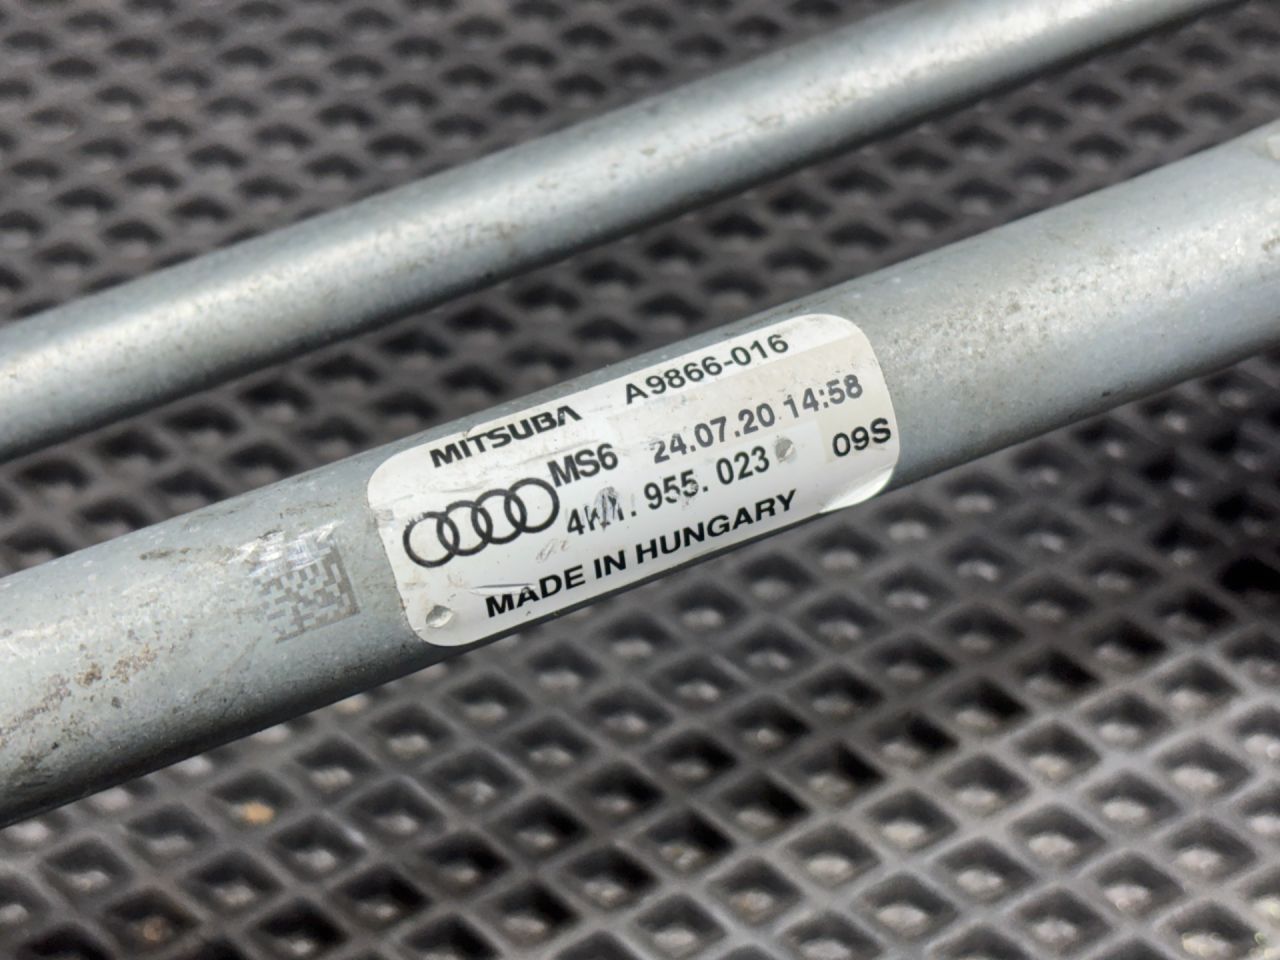 MITSUBA A9866-016
MS6 24.07.20 14:58
955. 023 09S
MADE IN HUNGARY